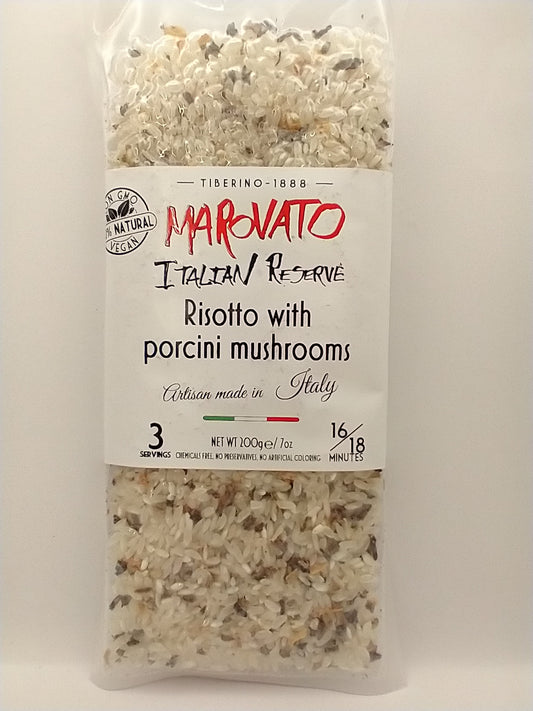 TIBERINO-1888
NON GMO
100% NATURAL
VEGAN
MAROVATO
ITALIAN RESERVE
Risotto with
porcini mushrooms
Artisan made in Italy
3
SERVINGS
NET WT 200g℮/7oz
CHEMICALS FREE, NO PRESERVATIVES, NO ARTIFICIAL COLORING
16/18
MINUTES